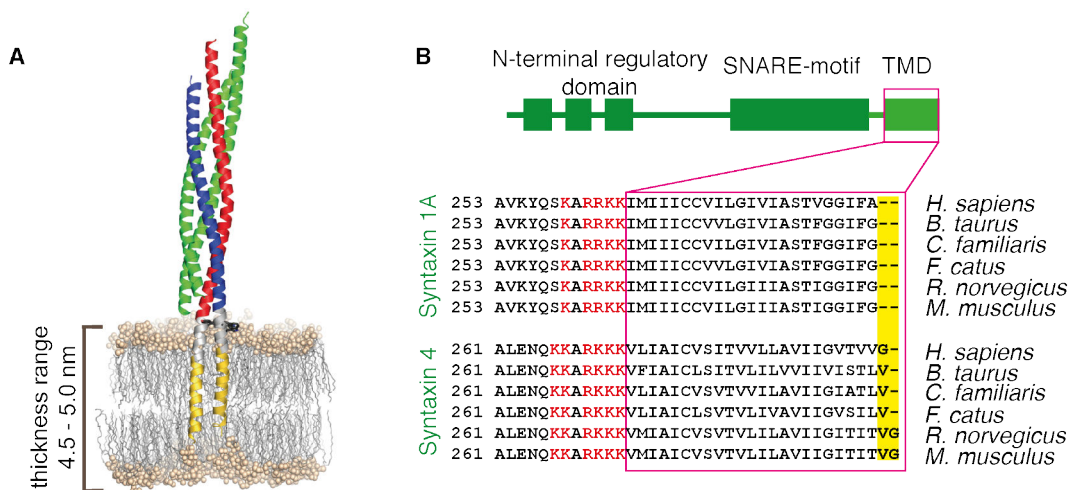 A
thickness range
4.5 - 5.0 nm
B
N-terminal regulatory
domain
SNARE-motif
TMD
Syntaxin 1A
253 AVKYQSKARRKKIMIIICCVILGIVIASTVGGIFA-- H. sapiens
253 AVKYQSKARRKKIMIIICCVVLGIVIASTFGGIFG-- B. taurus
253 AVKYQSKARRKKIMIIICCVVLGIVIASTFGGIFG-- C. familiaris
253 AVKYQSKARRKKIMIIICCVVLGIVIASTFGGIFG-- F. catus
253 AVKYQSKARRKKIMIIICCVILGIIIASTIGGIFG-- R. norvegicus
253 AVKYQSKARRKKIMIIICCVILGIIIASTIGGIFG-- M. musculus
Syntaxin 4
261 ALENQKKARKKKVLIAICVSITVVLLAVIIGVTVVG- H. sapiens
261 ALENQKKARKKKVFIAICLSITVLILVVIIVISTLV- B. taurus
261 ALENQKKARKKKVLIAICVSVTVVILAVIIGIATLV- C. familiaris
261 ALENQKKARKKKVLIAICLSVTVLIVAVIIGVSILV- F. catus
261 ALENQKKARKKKVMIAICVSVTVLILAVIIGITITVG R. norvegicus
261 ALENQKKARKKKVMIAICVSVTVLILAVIIGITITVG M. musculus